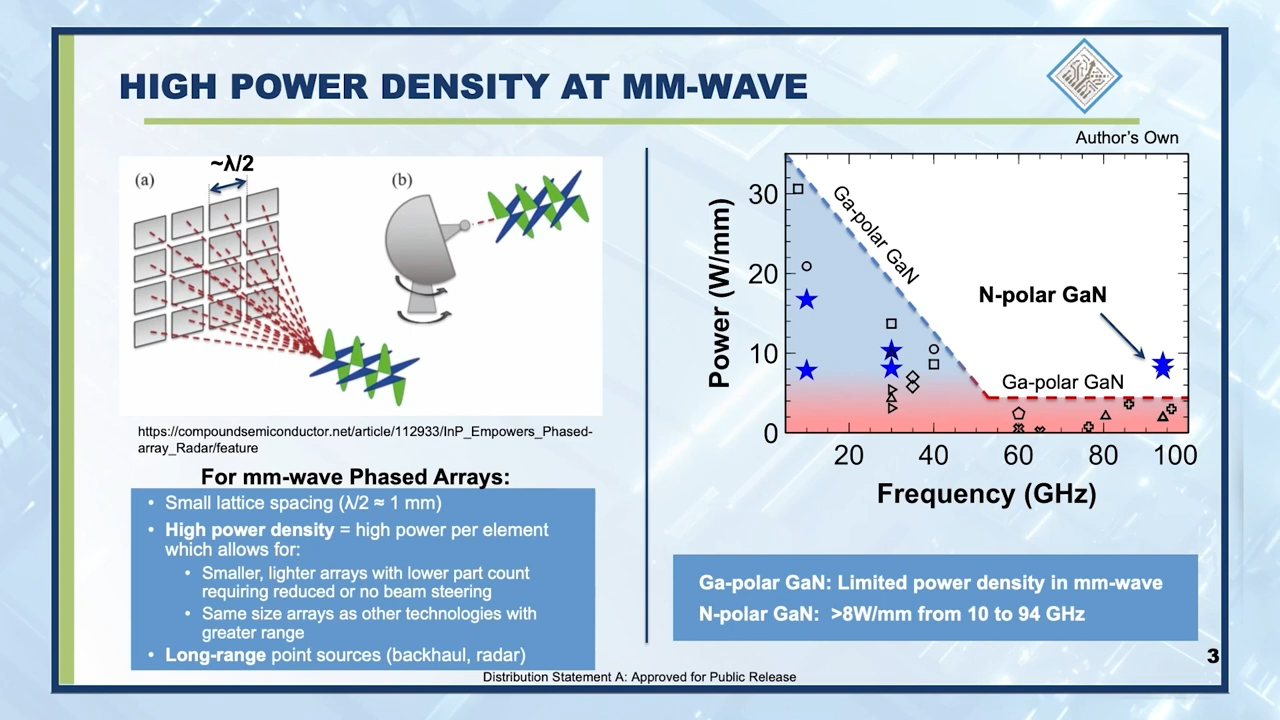 HIGH POWER DENSITY AT MM-WAVE
~λ/2
(a)
(b)
https://compoundsemiconductor.net/article/112933/InP_Empowers_Phased-
array_Radar/feature
For mm-wave Phased Arrays:
• Small lattice spacing (λ/2 ≈ 1 mm)
• High power density = high power per element
which allows for:
• Smaller, lighter arrays with lower part count
requiring reduced or no beam steering
• Same size arrays as other technologies with
greater range
• Long-range point sources (backhaul, radar)
Author's Own
Power (W/mm)
30
20
10
0
Ga-polar GaN
N-polar GaN
Ga-polar GaN
20 40 60 80 100
Frequency (GHz)
Ga-polar GaN: Limited power density in mm-wave
N-polar GaN: >8W/mm from 10 to 94 GHz
3
Distribution Statement A: Approved for Public Release